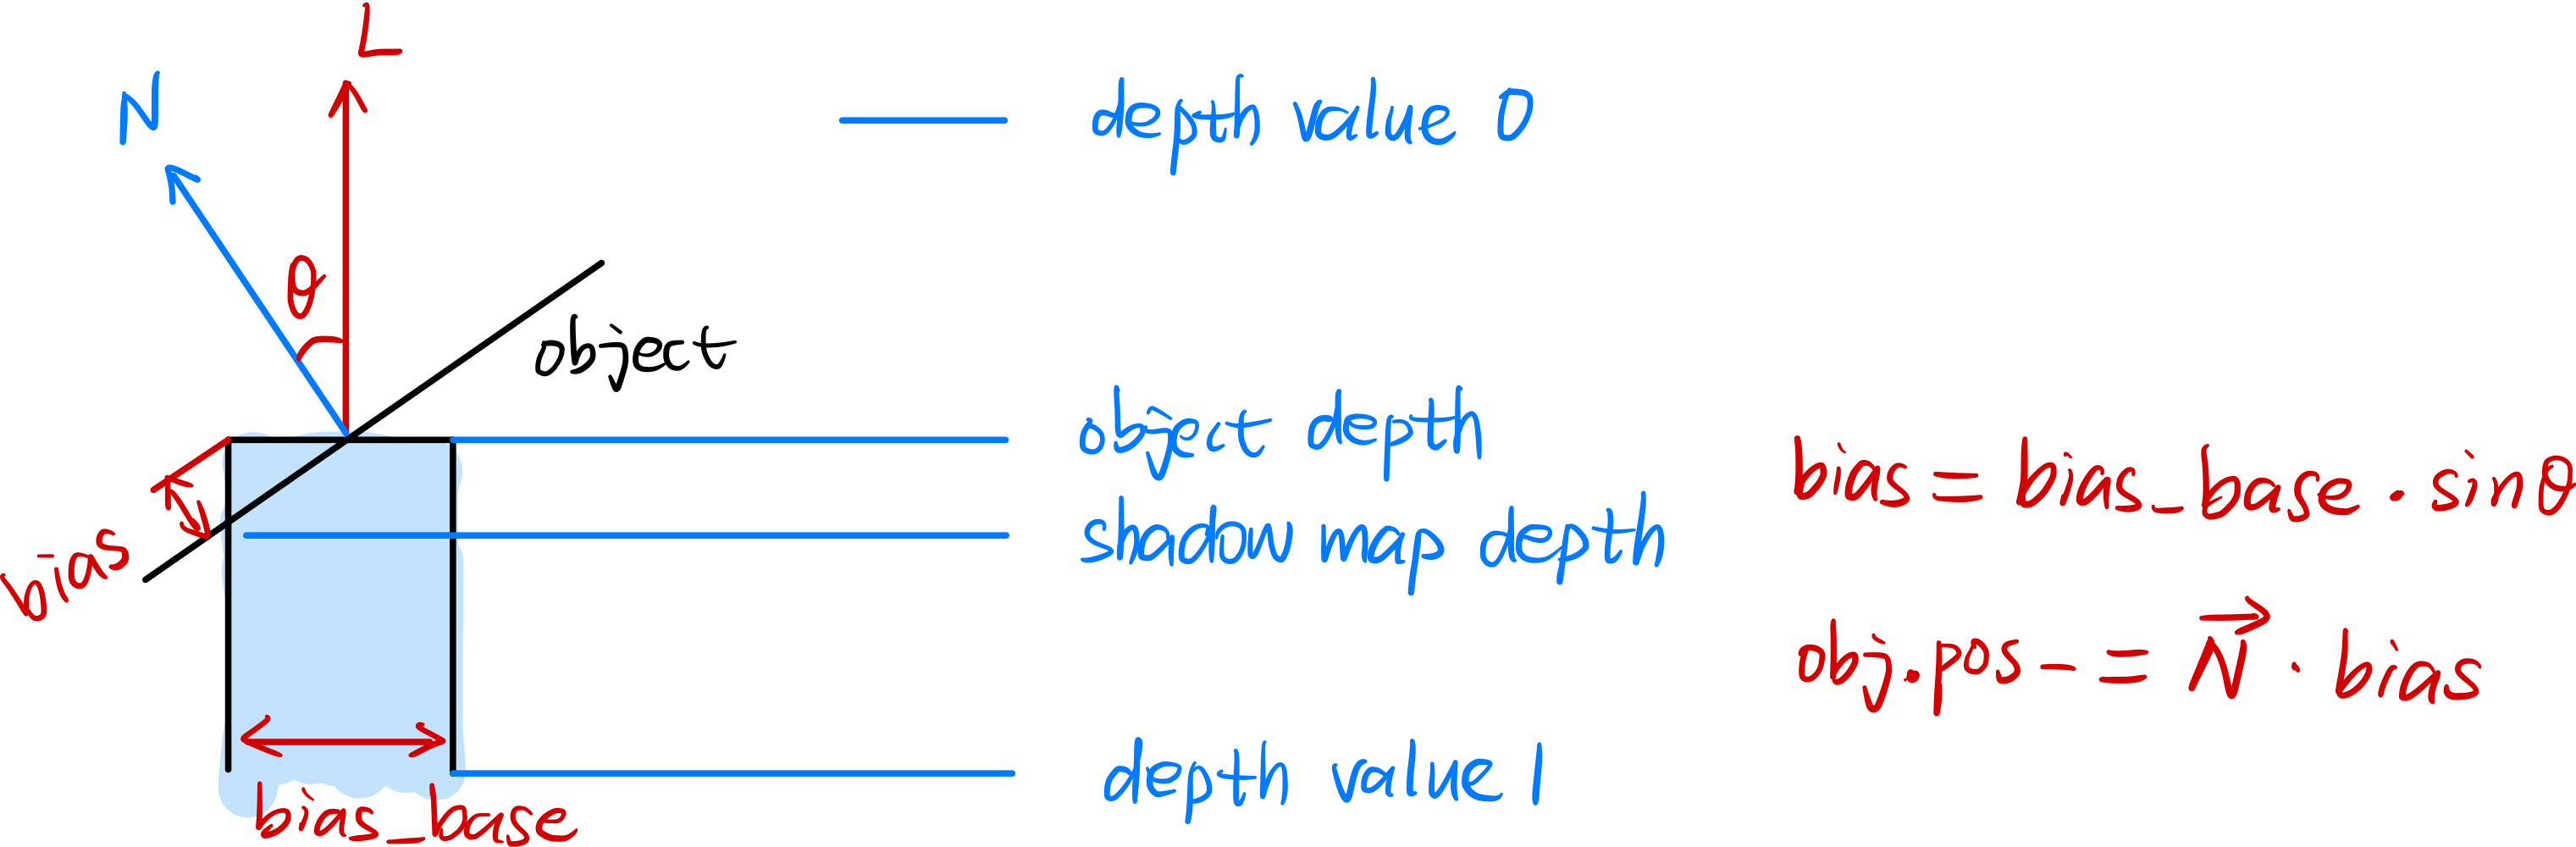 L
N
depth value 0
θ
object
object depth
shadow map depth
bias
bias = bias_base · sinθ
obj.pos -= N · bias
depth value 1
bias_base